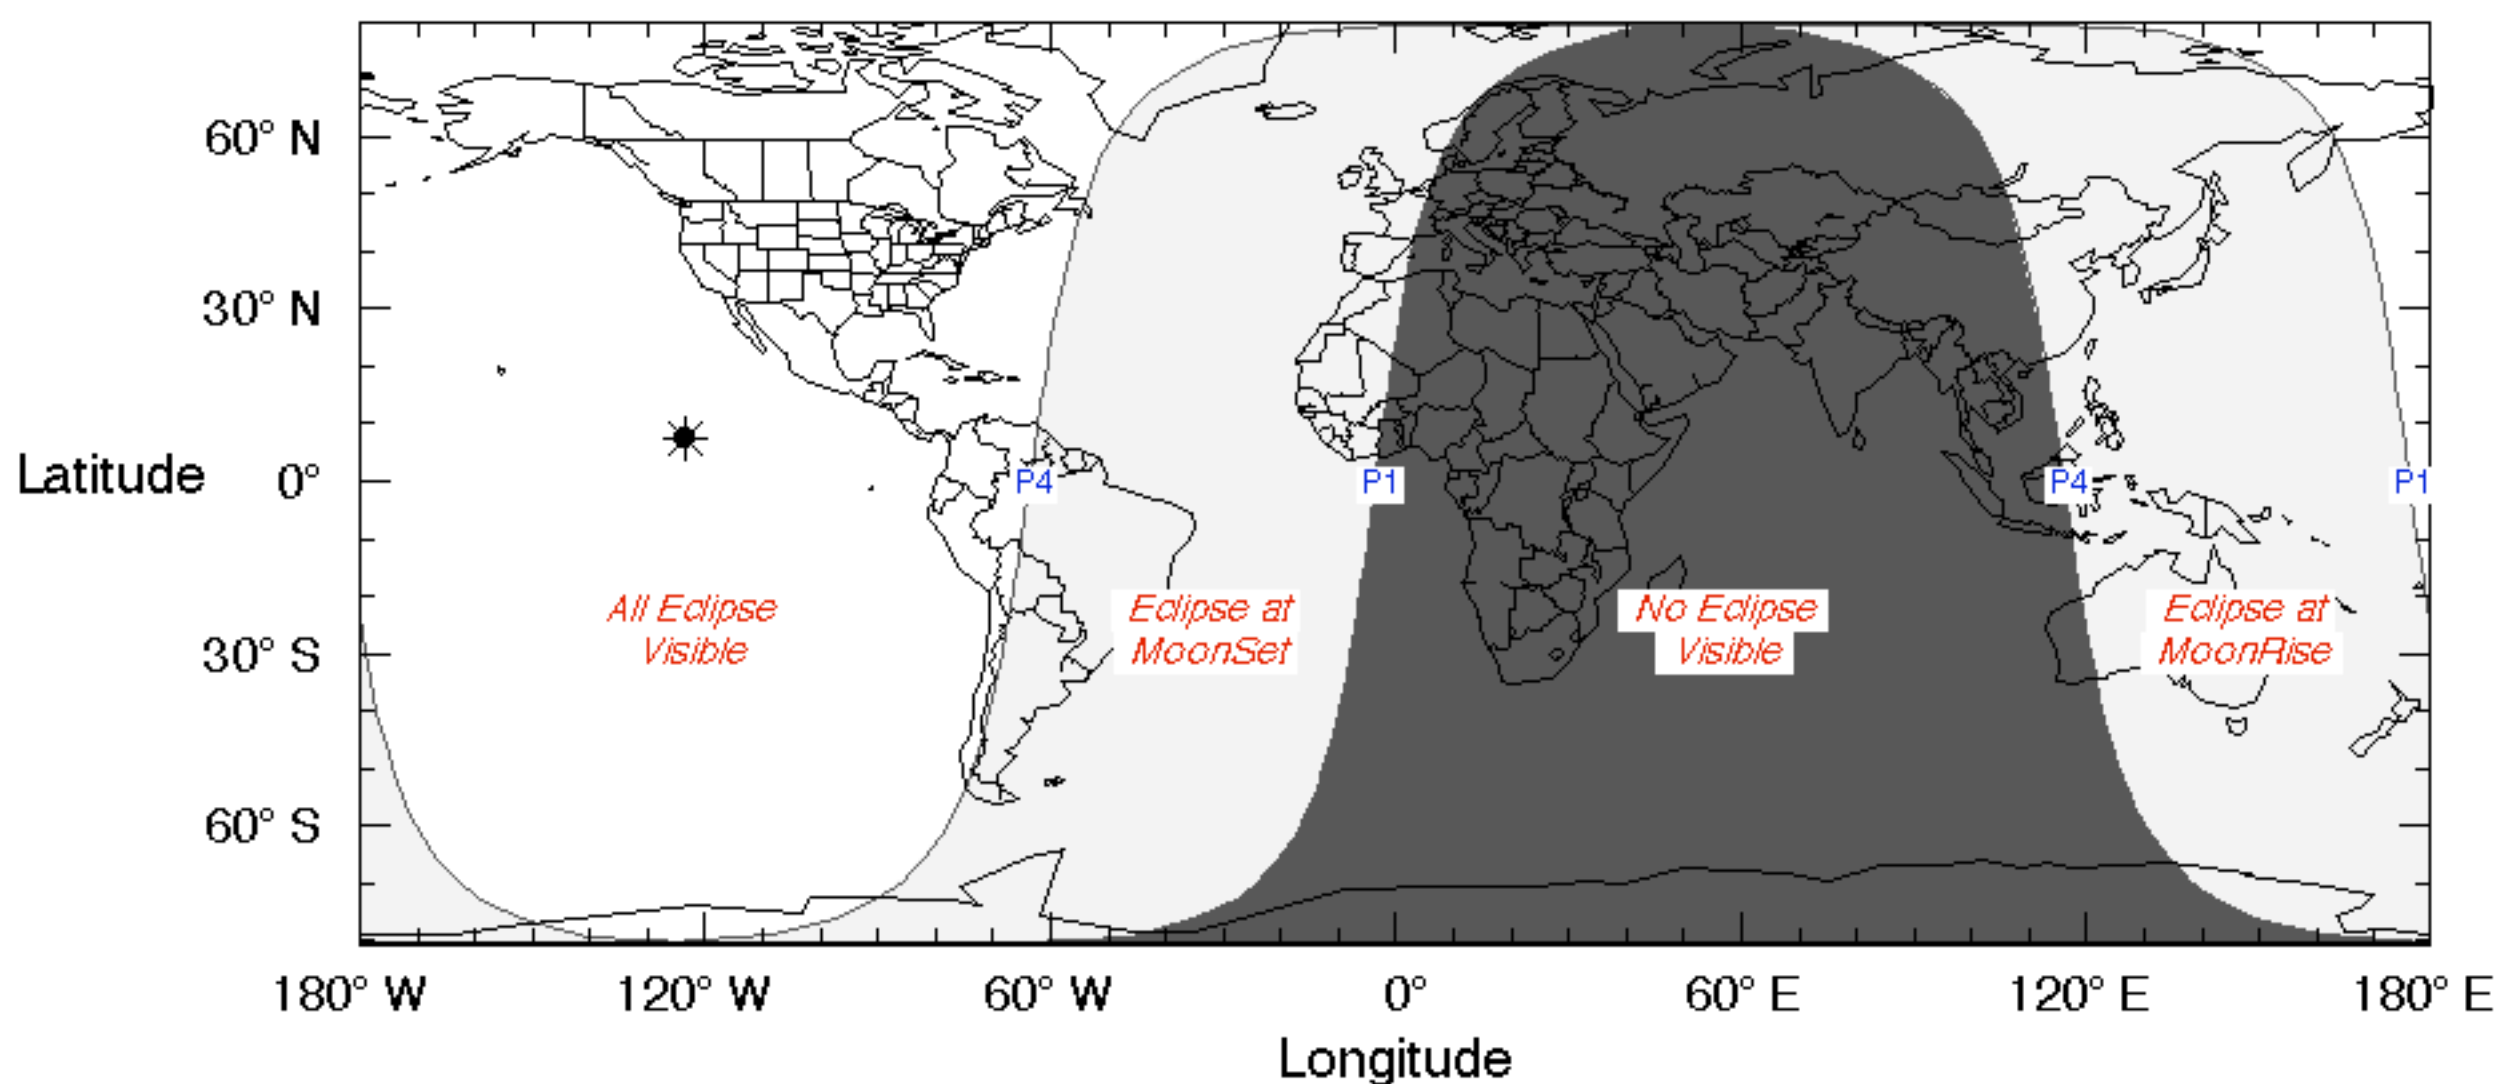 60° N
30° N
Latitude 0°
P4 P1 P4 P1
All Eclipse
Visible
Eclipse at
MoonSet
No Eclipse
Visible
Eclipse at
MoonRise
30° S
60° S
180° W 120° W 60° W 0° 60° E 120° E 180° E
Longitude